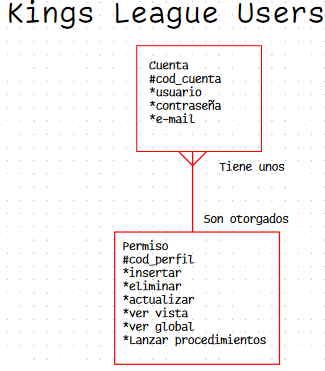 Kings League Users
Cuenta
#cod_cuenta
*usuario
*contraseña
*e-mail
Tiene unos
Son otorgados
Permiso
#cod_perfil
*insertar
*eliminar
*actualizar
*ver vista
*ver global
*Lanzar procedimientos